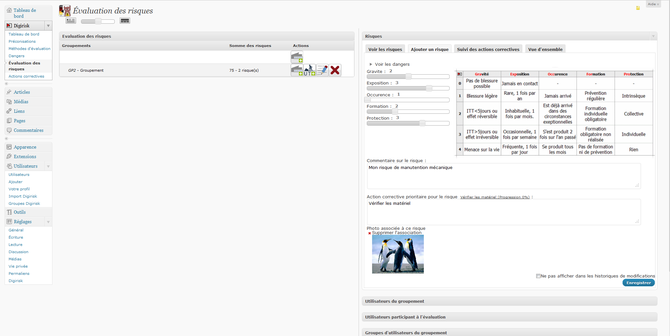 Évaluation des risques
Aide
Tableau de bord
Digirisk
Tableau de bord
Préconisations
Méthodes d'évaluation
Dangers
Évaluation des risques
Actions correctives
Articles
Médias
Liens
Pages
Commentaires
Apparence
Extensions
Utilisateurs
Utilisateurs
Ajouter
Votre profil
Import Digirisk
Groupes Digirisk
Outils
Réglages
Général
Écriture
Lecture
Discussion
Médias
Vie privée
Permaliens
Digirisk
Evaluation des risques
Groupements
Somme des risques
Actions
GP2 - Groupement
75 - 2 risque(s)
Risques
Voir les risques
Ajouter un risque
Suivi des actions correctives
Vue d'ensemble
Voir les dangers
Gravite : 2
Exposition : 3
Occurence : 1
Formation : 2
Protection : 3
Gravité
Exposition
Occurence
Formation
Protection
0
Pas de blessure possible
Jamais en contact
-
-
-
1
Blessure légère
Rare, 1 fois par an
Jamais arrivé
Prévention régulière
Intrinsèque
2
ITT<5jours ou effet réversible
Inhabituelle, 1 fois par mois.
Est déjà arrivé dans des circonstances exceptionnelles
Formation individuelle obligatoire
Collective
3
ITT>5jours ou effet irréversible
Occasionnelle, 1 fois par semaine
S'est produit 2 fois sur l'an passé
Formation individuelle obligatoire non réalisée
Individuelle
4
Menace sur la vie
Fréquente, 1 fois par jour
Se produit tous les mois
Pas de formation ni de prévention
Rien
Commentaire sur le risque :
Mon risque de manutention mécanique
Action corrective prioritaire pour le risque Vérifier les matériel (Progression 0%) :
Vérifier les matériel
Photo associée à ce risque
Supprimer l'association
Ne pas afficher dans les historiques de modifications
Enregistrer
Utilisateurs du groupement
Utilisateurs participant à l'évaluation
Groupes d'utilisateurs du groupement